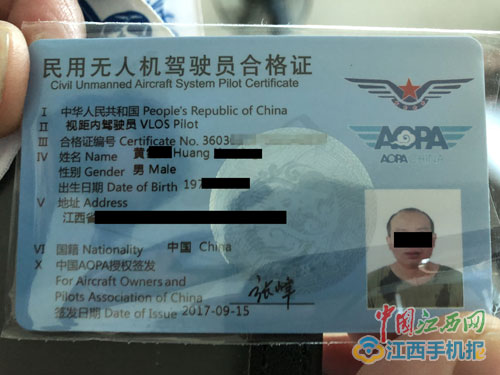 民用无人机驾驶员合格证
Civil Unmanned Aircraft System Pilot Certificate
I 中华人民共和国 People's Republic of China
II 视距内驾驶员 VLOS Pilot
III 合格证编号 Certificate No. 3603
IV 姓名 Name 黄 Huang
性别 Gender 男 Male
出生日期 Date of Birth 197
V 地址 Address
江西省
VI 国籍 Nationality 中国 China
X 中国AOPA授权签发
For Aircraft Owners and
Pilots Association of China
签发日期 Date of Issue 2017-09-15
张峰
AOPA
AOPA CHINA
中国江西网
江西手机报